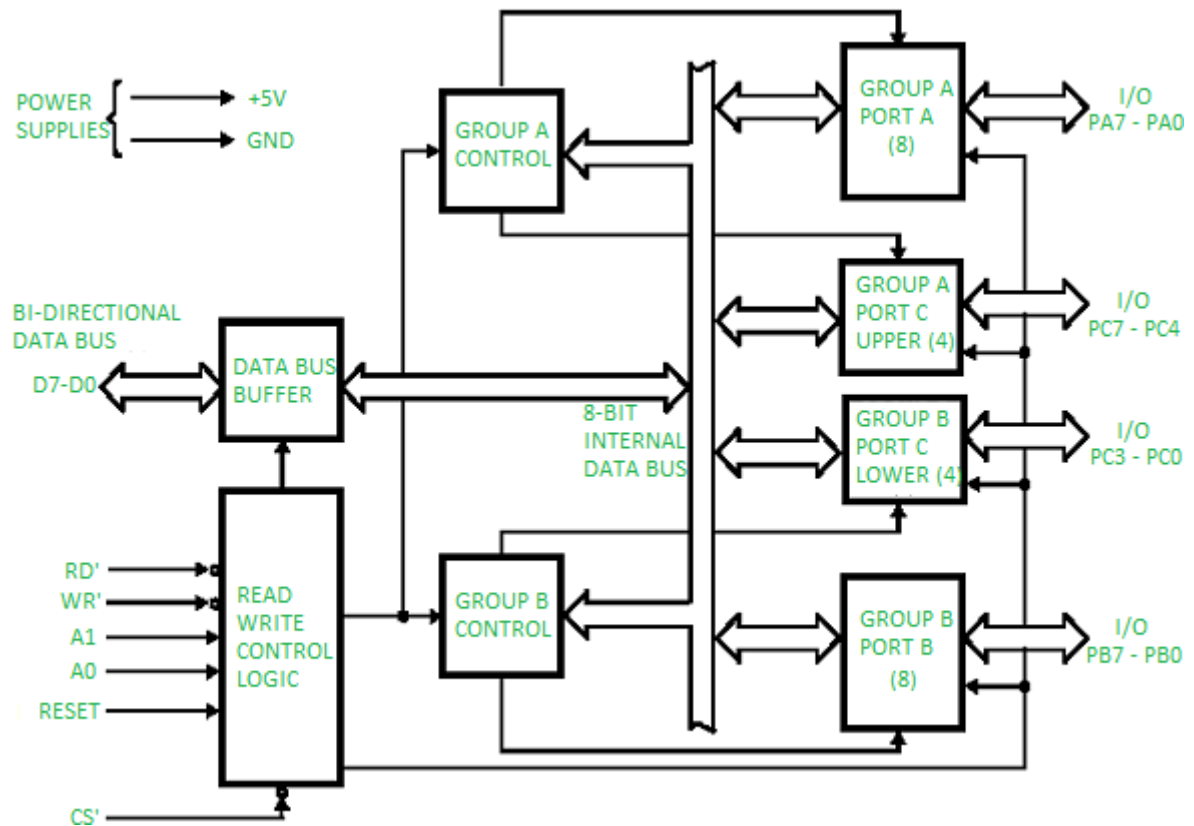 POWER
SUPPLIES
+5V
GND
GROUP A
CONTROL
GROUP A
PORT A
(8)
I/O
PA7 - PA0
GROUP A
PORT C
UPPER (4)
I/O
PC7 - PC4
BI-DIRECTIONAL
DATA BUS
D7-D0
DATA BUS
BUFFER
8-BIT
INTERNAL
DATA BUS
GROUP B
PORT C
LOWER (4)
I/O
PC3 - PC0
RD'
WR'
A1
A0
RESET
CS'
READ
WRITE
CONTROL
LOGIC
GROUP B
CONTROL
GROUP B
PORT B
(8)
I/O
PB7 - PB0